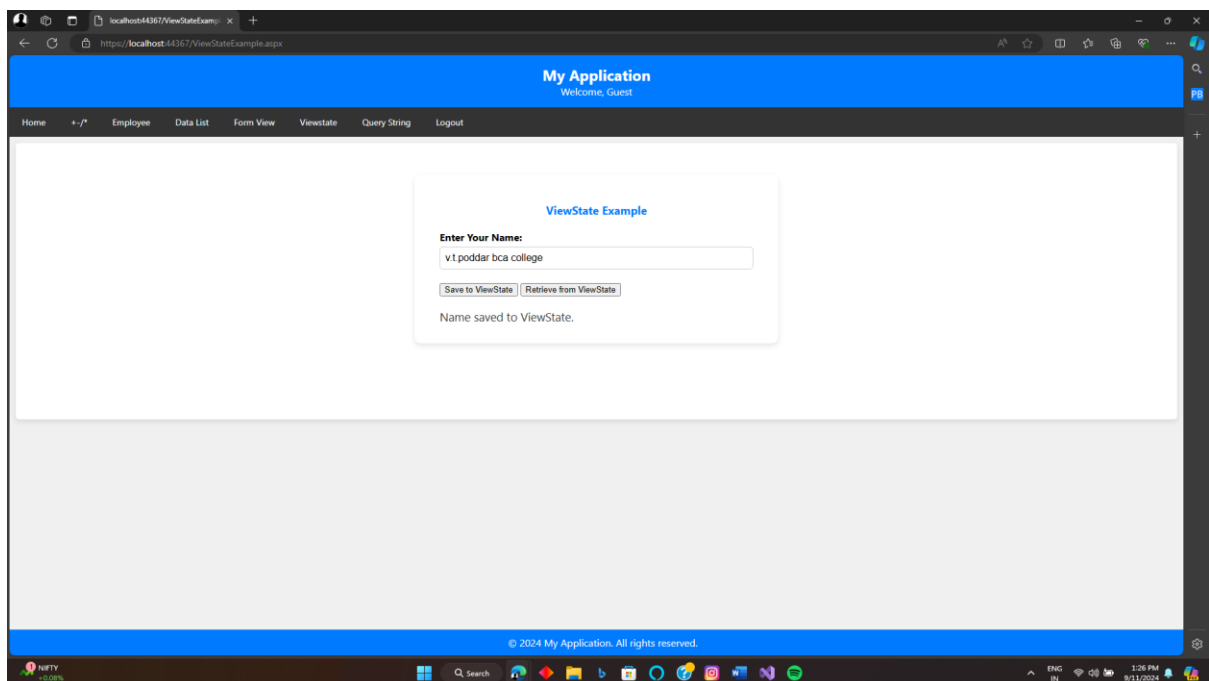 localhost:44367/ViewStateExampl
https://localhost:44367/ViewStateExample.aspx
My Application
Welcome, Guest
PB
Home +-/* Employee Data List Form View Viewstate Query String Logout
ViewState Example
Enter Your Name:
v.t.poddar bca college
Save to ViewState Retrieve from ViewState
Name saved to ViewState.
© 2024 My Application. All rights reserved.
1 NIFTY
+0.08%
Search
ENG
IN
1:26 PM
9/11/2024